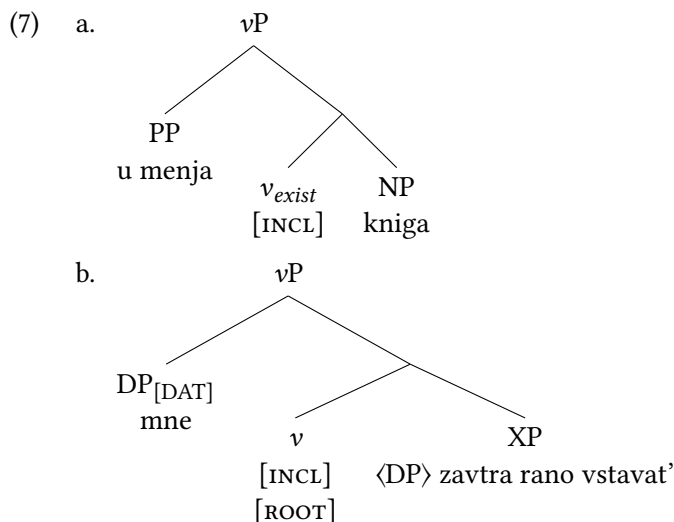 (7) a. vP
PP
u menja
v_exist NP
[INCL] kniga
b. vP
DP[DAT]
mne
v XP
[INCL] ⟨DP⟩ zavtra rano vstavat’
[ROOT]